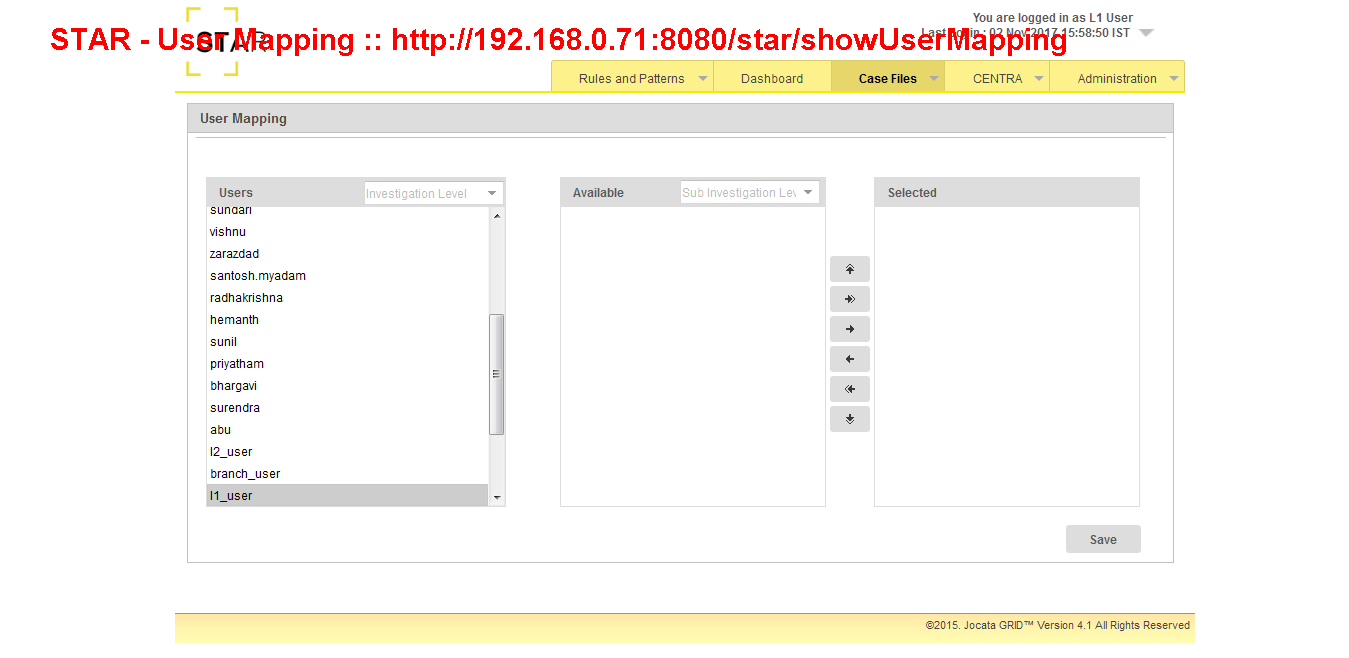 You are logged in as L1 User
STAR
Last Login : 02 Nov 2017 15:58:50 IST
STAR - User Mapping :: http://192.168.0.71:8080/star/showUserMapping
Rules and Patterns Dashboard Case Files CENTRA Administration
User Mapping
Users Investigation Level Available Sub Investigation Lev Selected
sundari
vishnu
zarazdad
santosh.myadam
radhakrishna
hemanth
sunil
priyatham
bhargavi
surendra
abu
l2_user
branch_user
l1_user
Save
©2015. Jocata GRID™ Version 4.1 All Rights Reserved